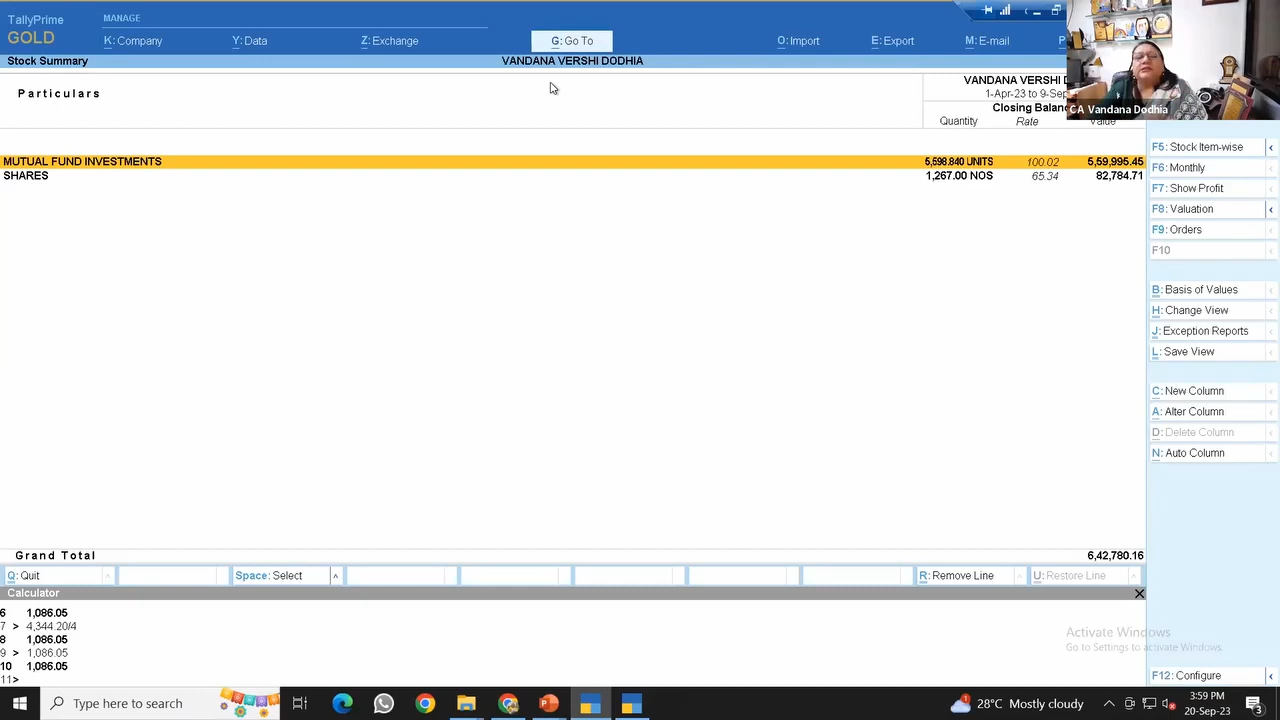 TallyPrime
GOLD
MANAGE
K: Company
Y: Data
Z: Exchange
G: Go To
O: Import
E: Export
M: E-mail
P
Stock Summary
VANDANA VERSHI DODHIA
Particulars
VANDANA VERSHI D
1-Apr-23 to 9-Sep
Closing Balanc
Quantity Rate Value
CA Vandana Dodhia
MUTUAL FUND INVESTMENTS 5,598.840 UNITS 100.02 5,59,995.45
SHARES 1,267.00 NOS 65.34 82,784.71
Grand Total 6,42,780.16
F5: Stock Item-wise
F6: Monthly
F7: Show Profit
F8: Valuation
F9: Orders
F10
B: Basis of Values
H: Change View
J: Exception Reports
L: Save View
C: New Column
A: Alter Column
D: Delete Column
N: Auto Column
Q: Quit
Space: Select
R: Remove Line
U: Restore Line
Calculator
6 1,086.05
7 > 4,344.20/4
8 1,086.05
9 > 1,086.05
10 1,086.05
11>
Activate Windows
Go to Settings to activate Windows.
F12: Configure
Type here to search
28°C Mostly cloudy
3:59 PM
20-Sep-23
3